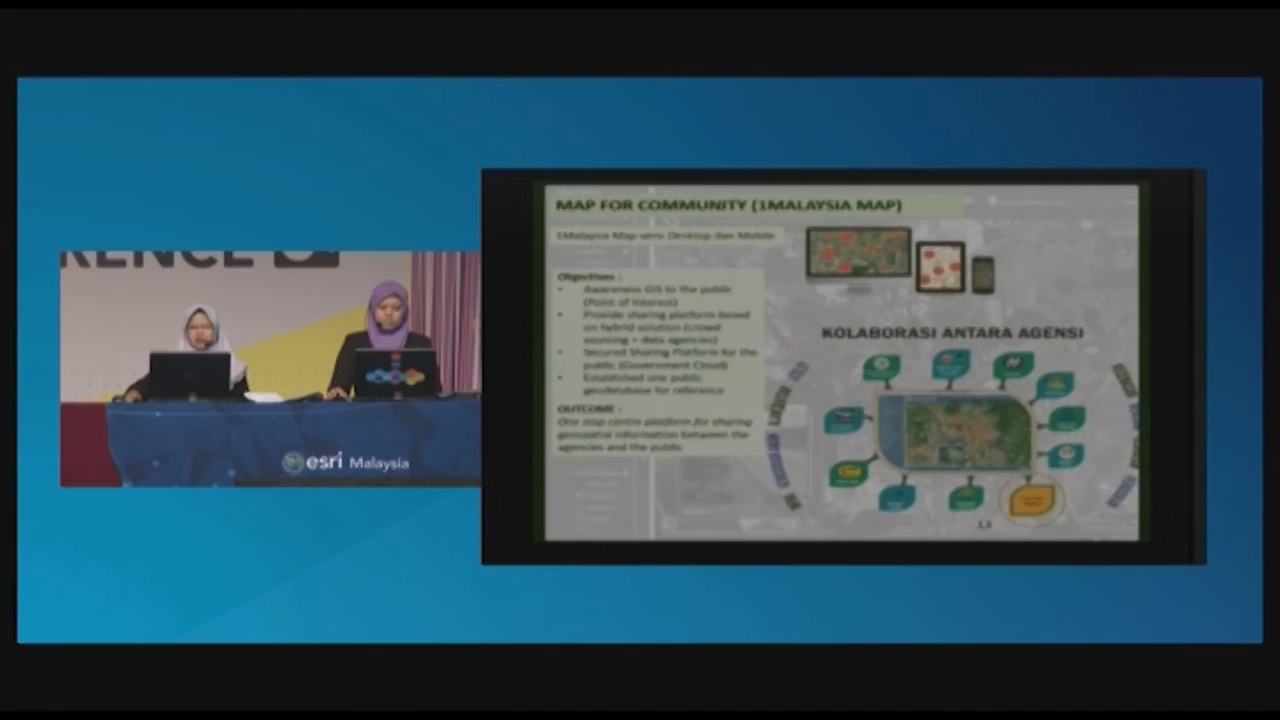 RENCE
esri Malaysia
MAP FOR COMMUNITY (1MALAYSIA MAP)
1Malaysia Map versi Desktop dan Mobile
Objectives :
• Awareness GIS to the public
(Point of Interest)
• Provide sharing platform based
on hybrid solution (crowd
sourcing + data agencies)
• Secured Sharing Platform for the
public (Government Cloud)
• Established one public
geodatabase for reference
OUTCOME :
One stop centre platform for sharing
geospatial information between the
agencies and the public
KOLABORASI ANTARA AGENSI
13